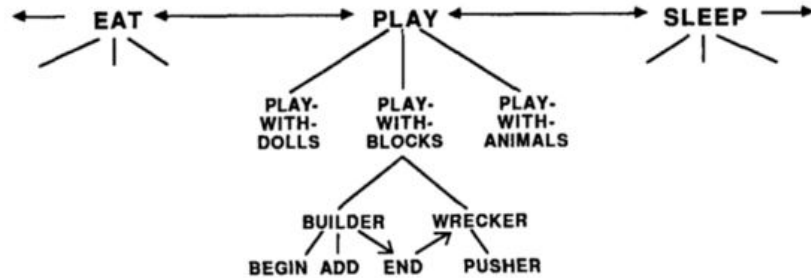 EAT PLAY SLEEP
PLAY- PLAY- PLAY-
WITH- WITH- WITH-
DOLLS BLOCKS ANIMALS
BUILDER WRECKER
BEGIN ADD END PUSHER